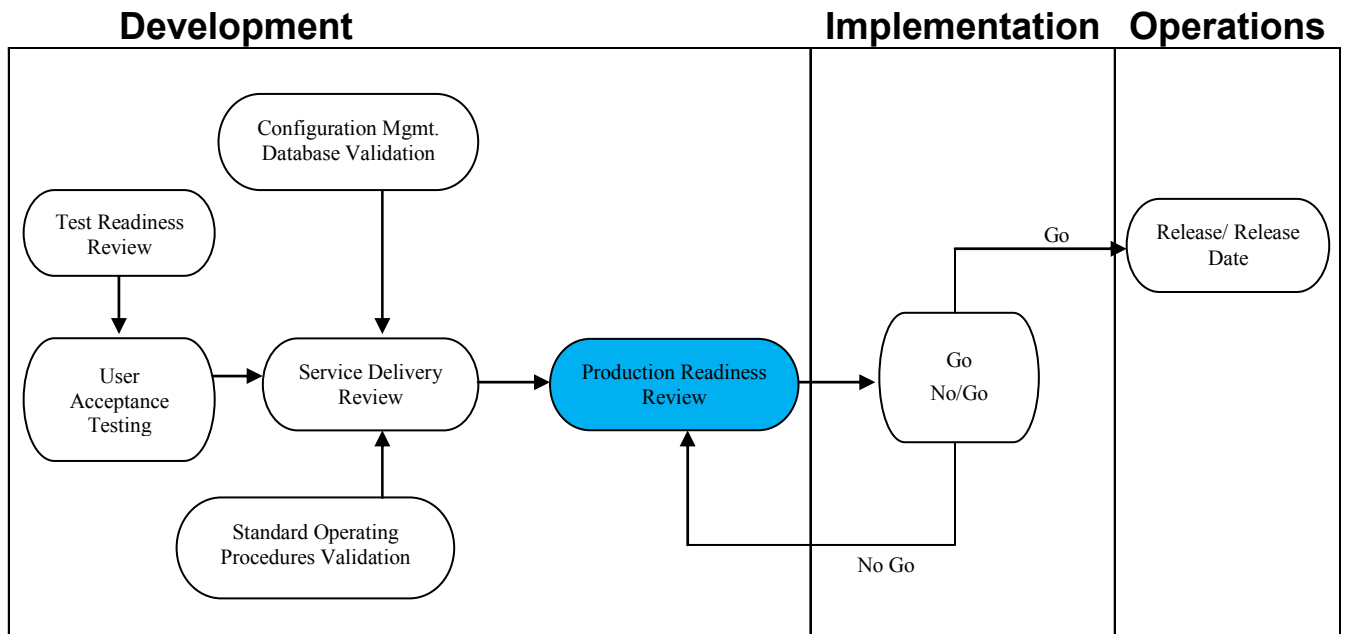 Development
Implementation
Operations
Configuration Mgmt.
Database Validation
Test Readiness
Review
Go
Release/ Release
Date
User
Acceptance
Testing
Service Delivery
Review
Production Readiness
Review
Go
No/Go
Standard Operating
Procedures Validation
No Go